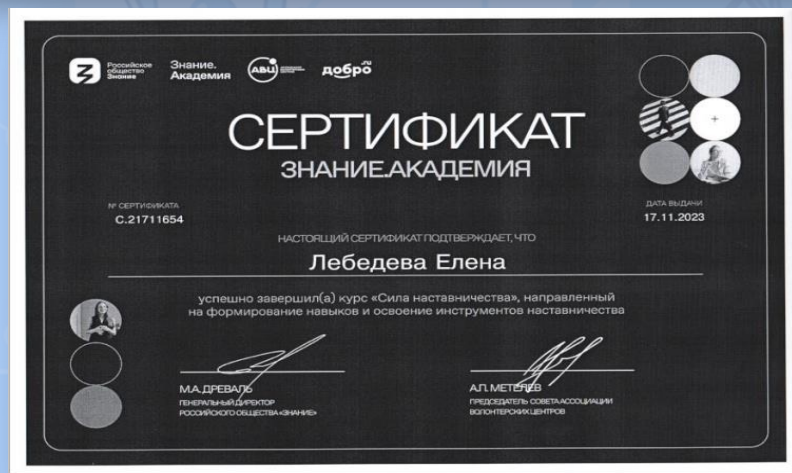 Российское
общество
Знание
Знание.
Академия
АВЦ
добро.ru
СЕРТИФИКАТ
ЗНАНИЕ.АКАДЕМИЯ
№ СЕРТИФИКАТА
С.21711654
ДАТА ВЫДАЧИ
17.11.2023
НАСТОЯЩИЙ СЕРТИФИКАТ ПОДТВЕРЖДАЕТ, ЧТО
Лебедева Елена
успешно завершил(а) курс «Сила наставничества», направленный
на формирование навыков и освоение инструментов наставничества
М.А. ДРЕВАЛЬ
ГЕНЕРАЛЬНЫЙ ДИРЕКТОР
РОССИЙСКОГО ОБЩЕСТВА «ЗНАНИЕ»
А.П. МЕТЕЛЕВ
ПРЕДСЕДАТЕЛЬ СОВЕТА АССОЦИАЦИИ
ВОЛОНТЕРСКИХ ЦЕНТРОВ